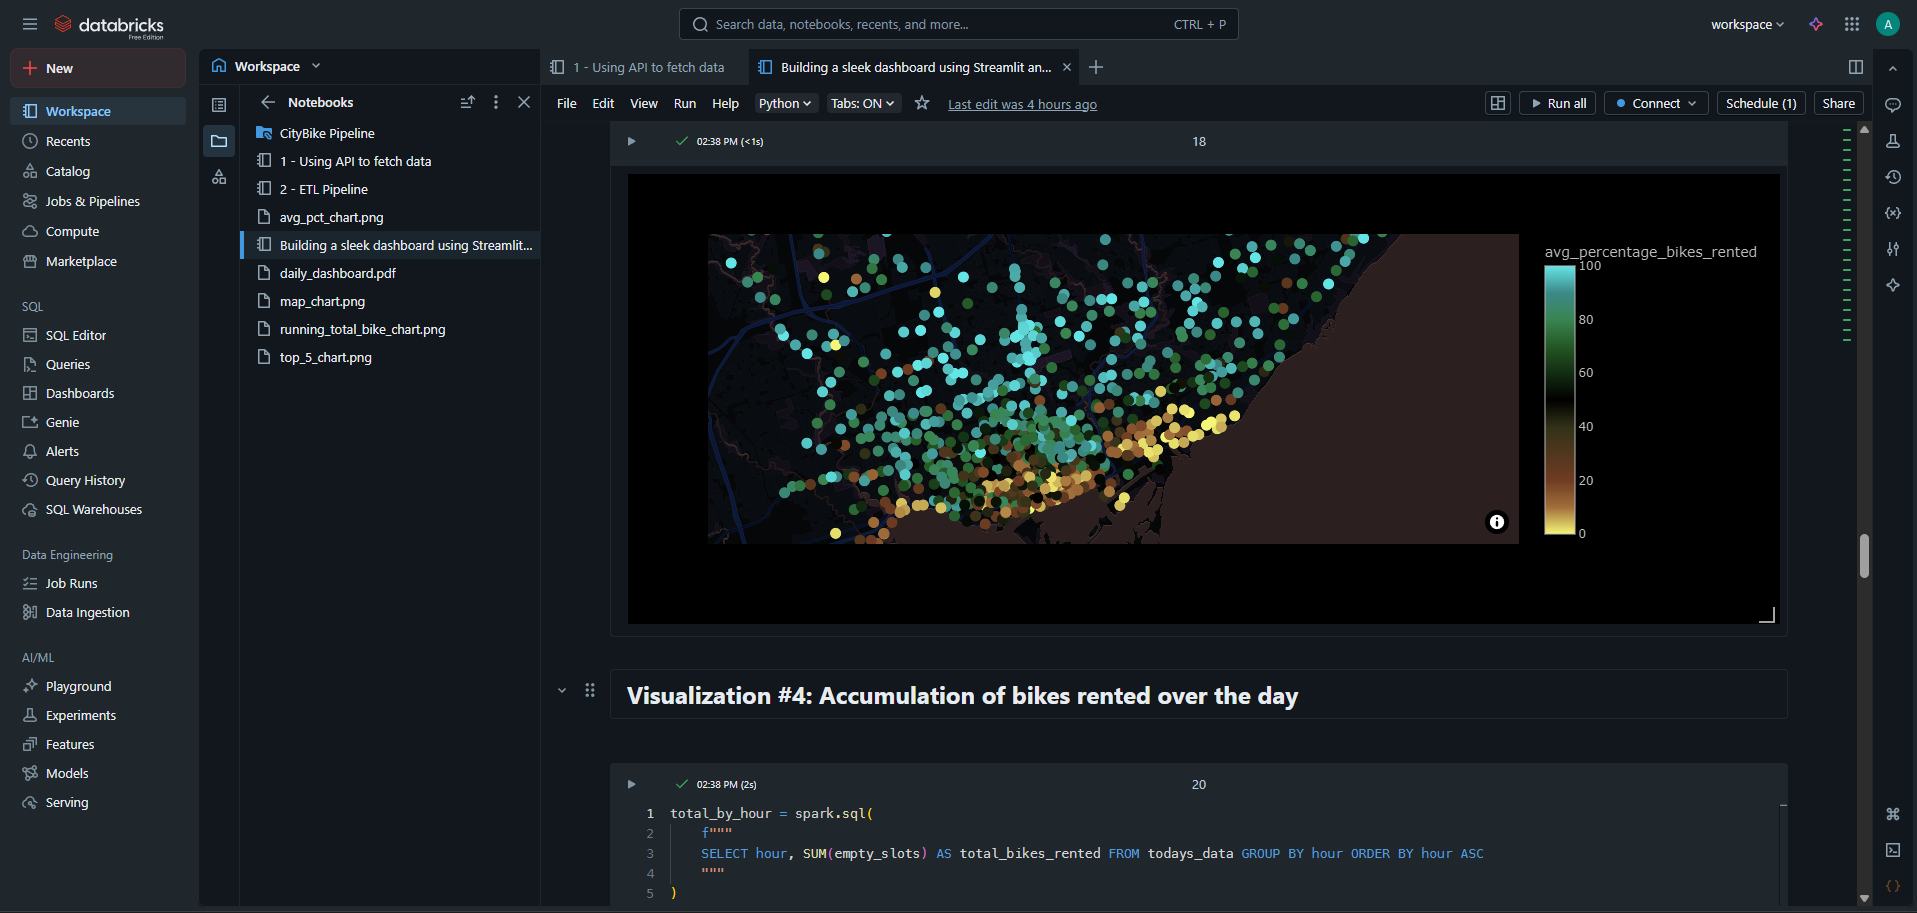 databricks
Free Edition
Search data, notebooks, recents, and more...
CTRL + P
workspace
A
New
Workspace
Recents
Catalog
Jobs & Pipelines
Compute
Marketplace
SQL
SQL Editor
Queries
Dashboards
Genie
Alerts
Query History
SQL Warehouses
Data Engineering
Job Runs
Data Ingestion
AI/ML
Playground
Experiments
Features
Models
Serving
Workspace
Notebooks
CityBike Pipeline
1 - Using API to fetch data
2 - ETL Pipeline
avg_pct_chart.png
Building a sleek dashboard using Streamlit...
daily_dashboard.pdf
map_chart.png
running_total_bike_chart.png
top_5_chart.png
1 - Using API to fetch data
Building a sleek dashboard using Streamlit an...
File Edit View Run Help Python Tabs: ON Last edit was 4 hours ago
Run all
Connect
Schedule (1)
Share
02:38 PM (<1s)
18
avg_percentage_bikes_rented
100
80
60
40
20
0
Visualization #4: Accumulation of bikes rented over the day
02:38 PM (2s)
20
1 total_by_hour = spark.sql(
2 f"""
3 SELECT hour, SUM(empty_slots) AS total_bikes_rented FROM todays_data GROUP BY hour ORDER BY hour ASC
4 """
5 )